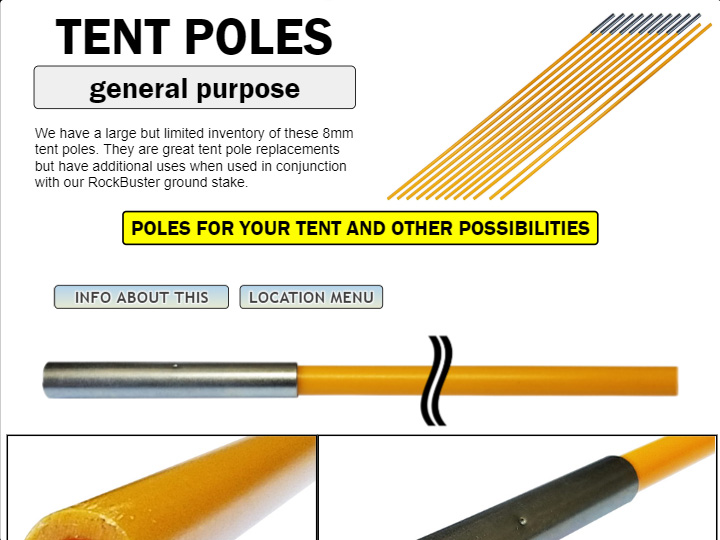 TENT POLES
general purpose
We have a large but limited inventory of these 8mm
tent poles. They are great tent pole replacements
but have additional uses when used in conjunction
with our RockBuster ground stake.
POLES FOR YOUR TENT AND OTHER POSSIBILITIES
INFO ABOUT THIS
LOCATION MENU